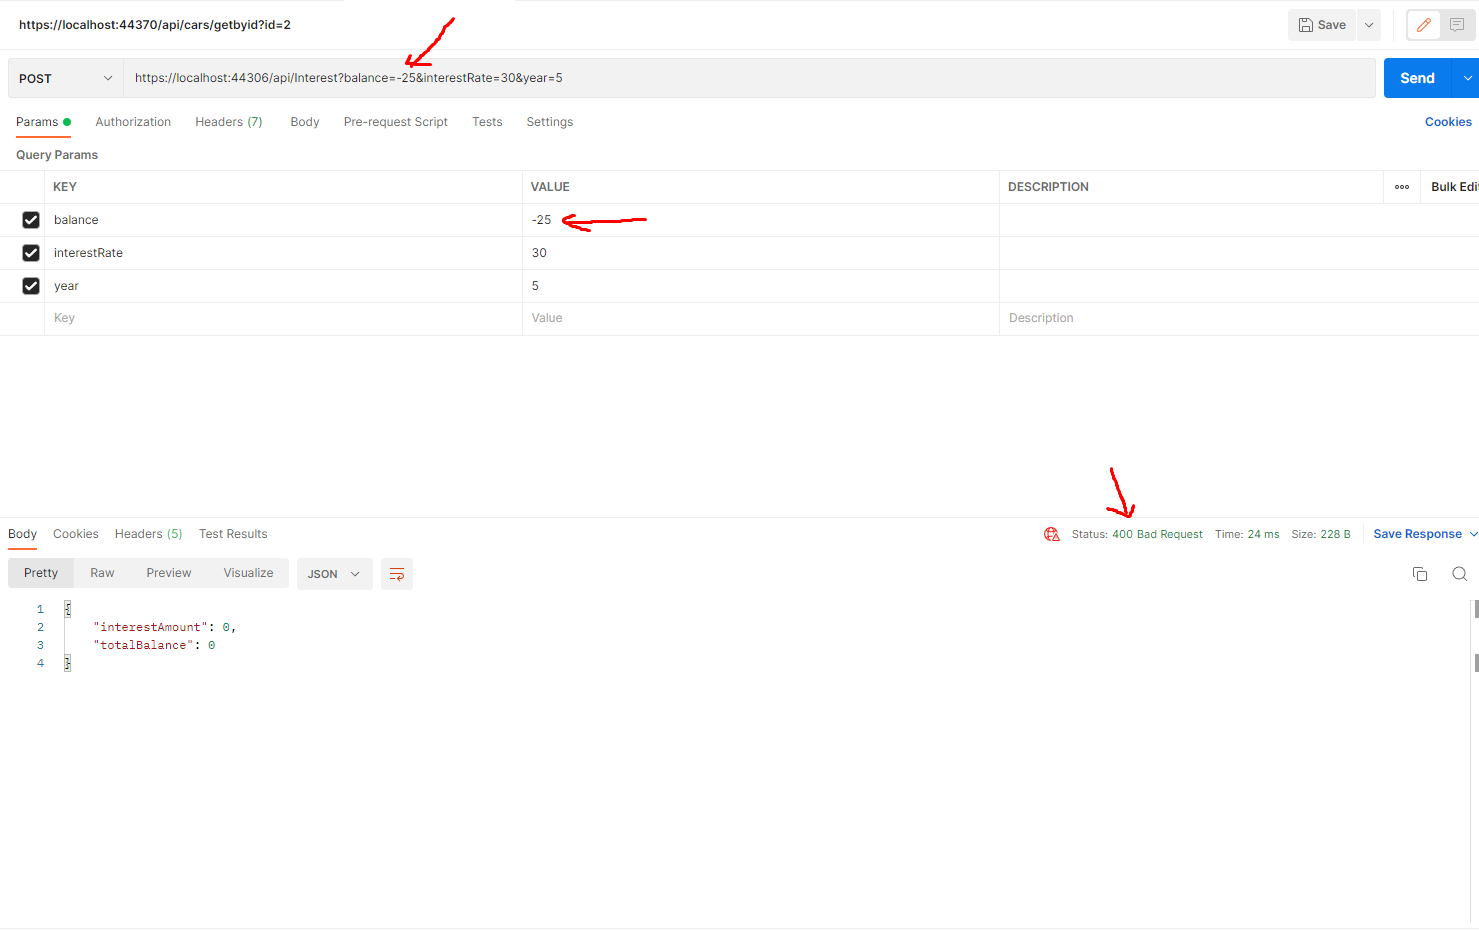 https://localhost:44370/api/cars/getbyid?id=2
Save
POST
https://localhost:44306/api/Interest?balance=-25&interestRate=30&year=5
Send
Params Authorization Headers (7) Body Pre-request Script Tests Settings Cookies
Query Params
KEY VALUE DESCRIPTION Bulk Edi
balance -25
interestRate 30
year 5
Key Value Description
Body Cookies Headers (5) Test Results Status: 400 Bad Request Time: 24 ms Size: 228 B Save Response
Pretty Raw Preview Visualize JSON
1 {
2 "interestAmount": 0,
3 "totalBalance": 0
4 }